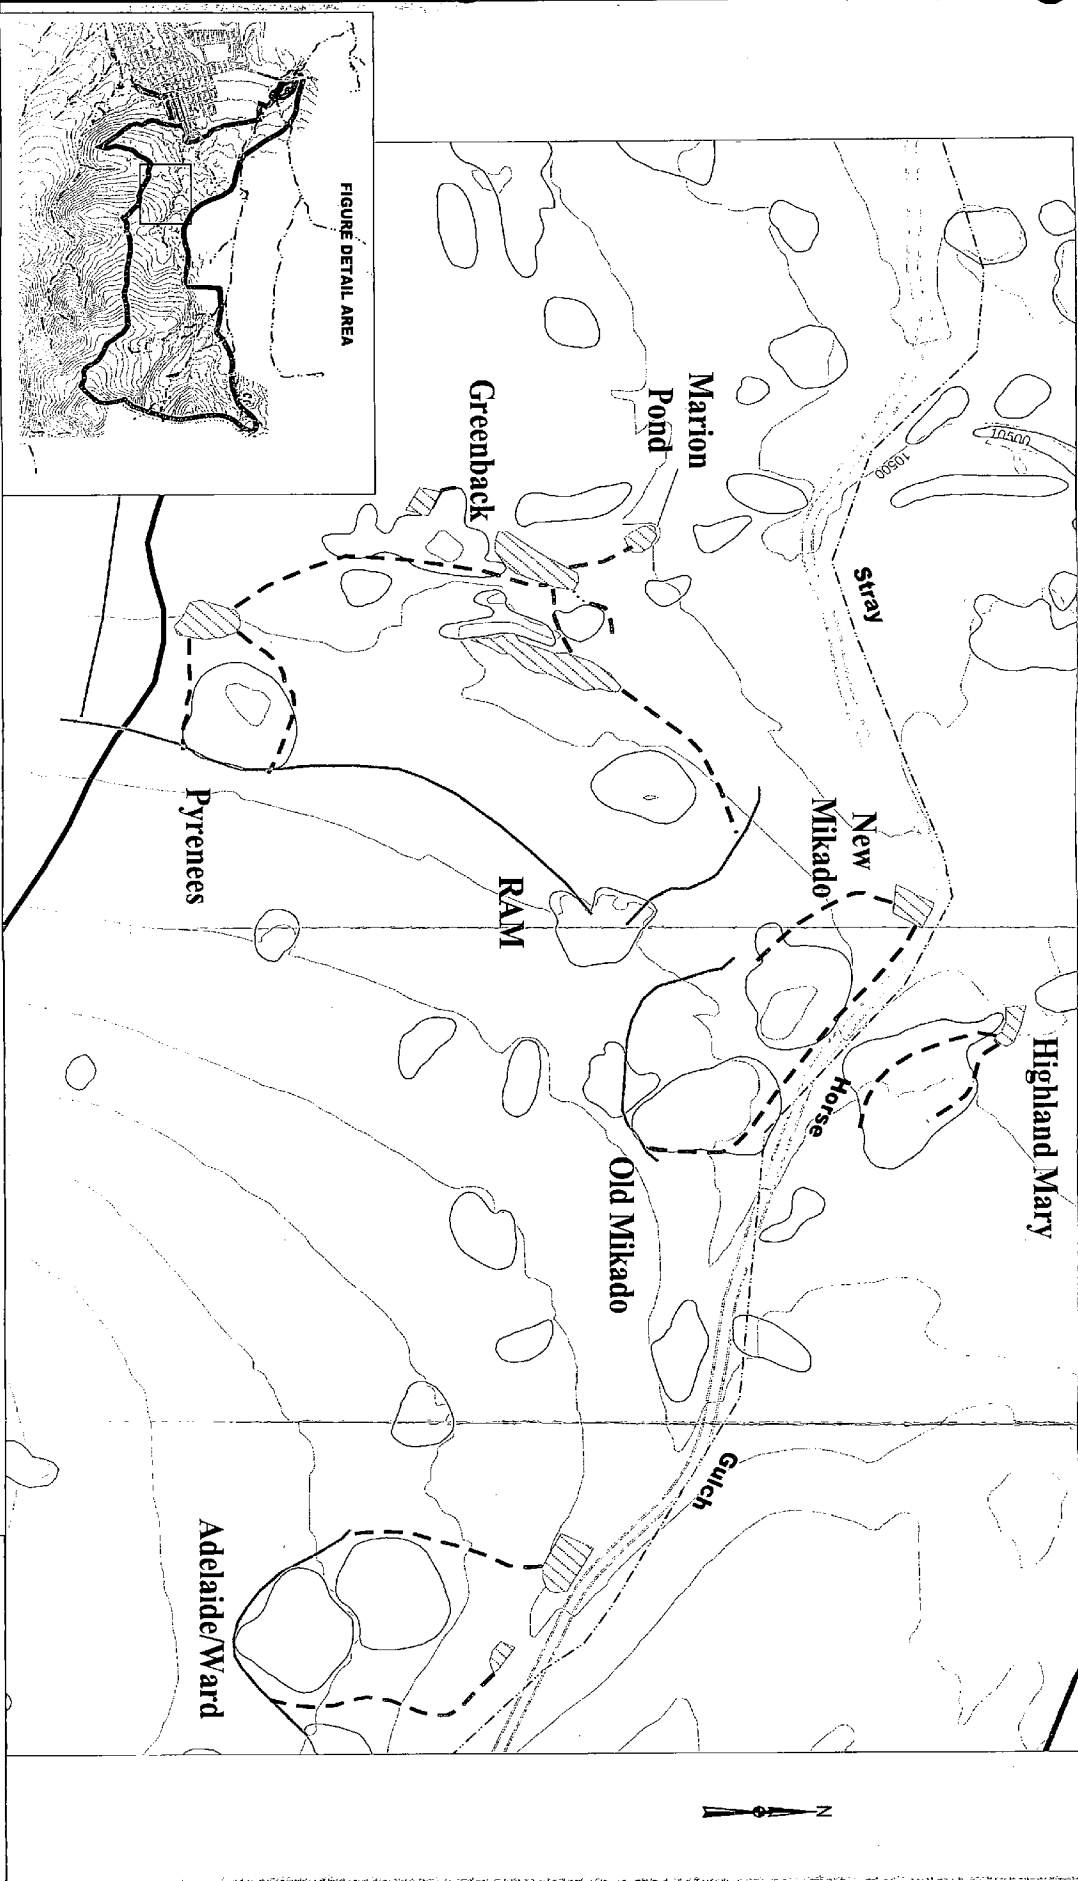 FIGURE DETAIL AREA
10500
10500
Stray
Horse
Gulch
Marion
Pond
Greenback
New
Mikado
Highland Mary
Pyrenees
RAM
Old Mikado
Adelaide/Ward
N